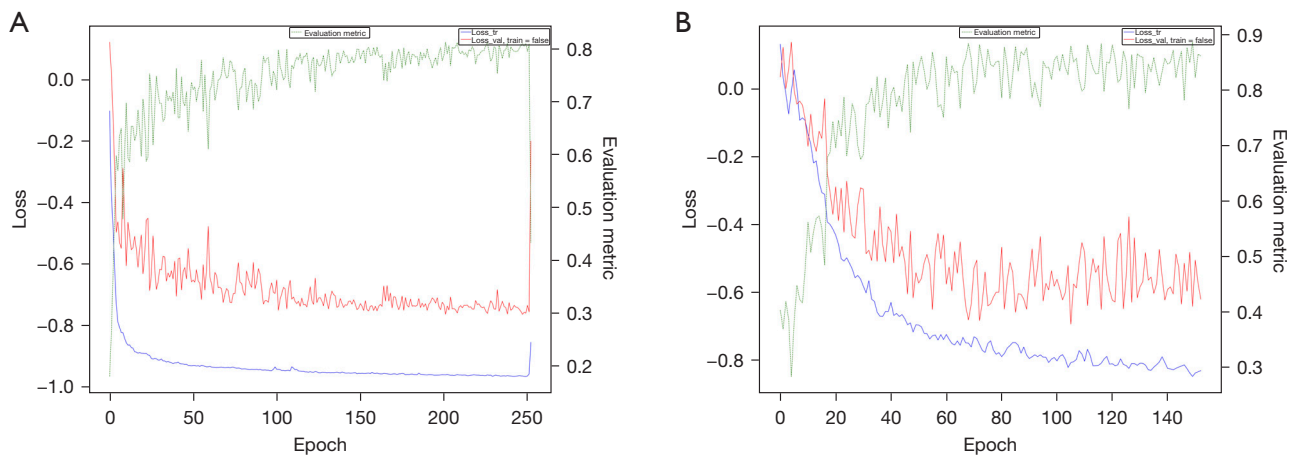 A
Evaluation metric
Loss_tr
Loss_val, train = false
0.0
−0.2
−0.4
−0.6
−0.8
−1.0
Loss
0.8
0.7
0.6
0.5
0.4
0.3
0.2
Evaluation metric
0 50 100 150 200 250
Epoch
B
Evaluation metric
Loss_tr
Loss_val, train = false
0.0
−0.2
−0.4
−0.6
−0.8
Loss
0.9
0.8
0.7
0.6
0.5
0.4
0.3
Evaluation metric
0 20 40 60 80 100 120 140
Epoch